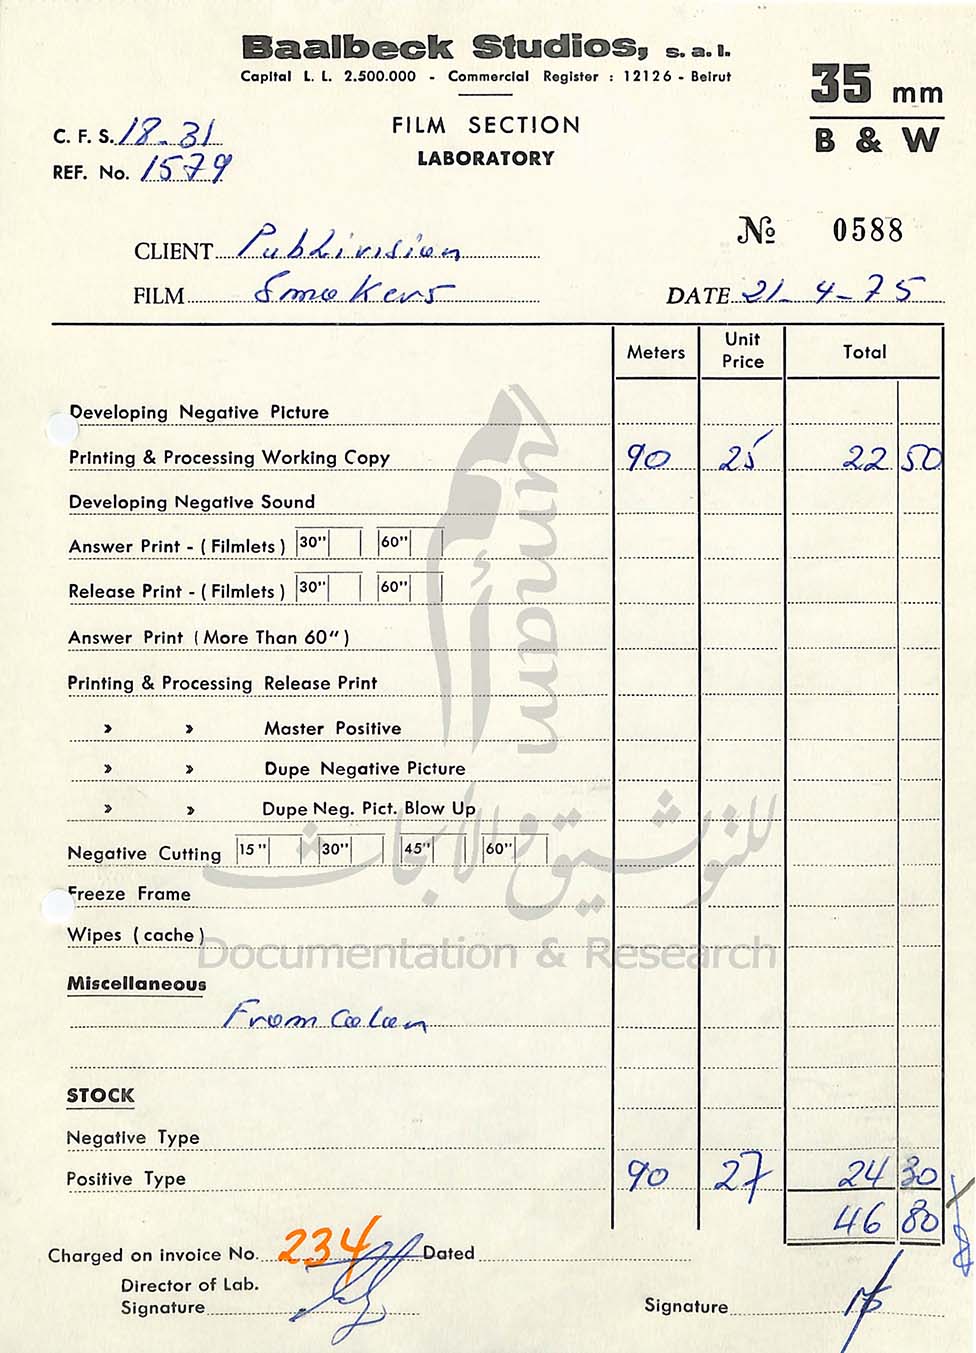 Baalbeck Studios, s.a.l.
Capital L. L. 2.500.000 - Commercial Register : 12126 - Beirut
35 mm
B & W
FILM SECTION
LABORATORY
C. F. S. 18-31
REF. No. 1579
№ 0588
CLIENT Pubdivision
FILM Smokers
DATE 21-4-75
Meters Unit Price Total
Developing Negative Picture
Printing & Processing Working Copy 90 25 22 50
Developing Negative Sound
Answer Print - ( Filmlets ) 30" 60"
Release Print - ( Filmlets ) 30" 60"
Answer Print ( More Than 60" )
Printing & Processing Release Print
» » Master Positive
» » Dupe Negative Picture
» » Dupe Neg. Pict. Blow Up
Negative Cutting 15" 30" 45" 60"
Freeze Frame
Wipes ( cache )
Miscellaneous
From
STOCK
Negative Type
Positive Type 90 27 24 30
46 80
Charged on invoice No. 234 Dated
Director of Lab.
Signature
Signature
umam
للتوثيق والأبحاث
Documentation & Research